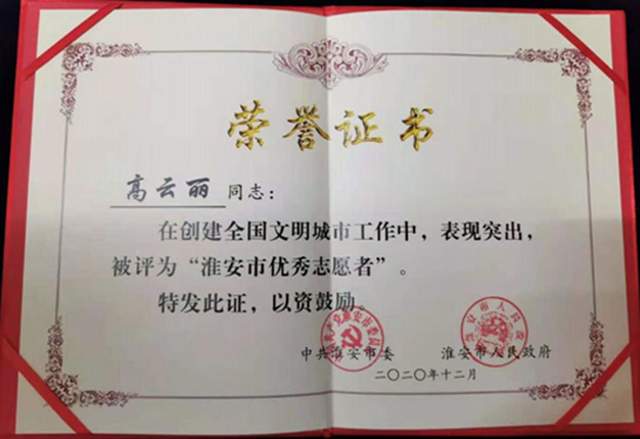 荣誉证书
高云丽 同志：
在创建全国文明城市工作中，表现突出，
被评为“淮安市优秀志愿者”。
特发此证，以资鼓励。
中共淮安市委 淮安市人民政府
二〇二〇年十二月